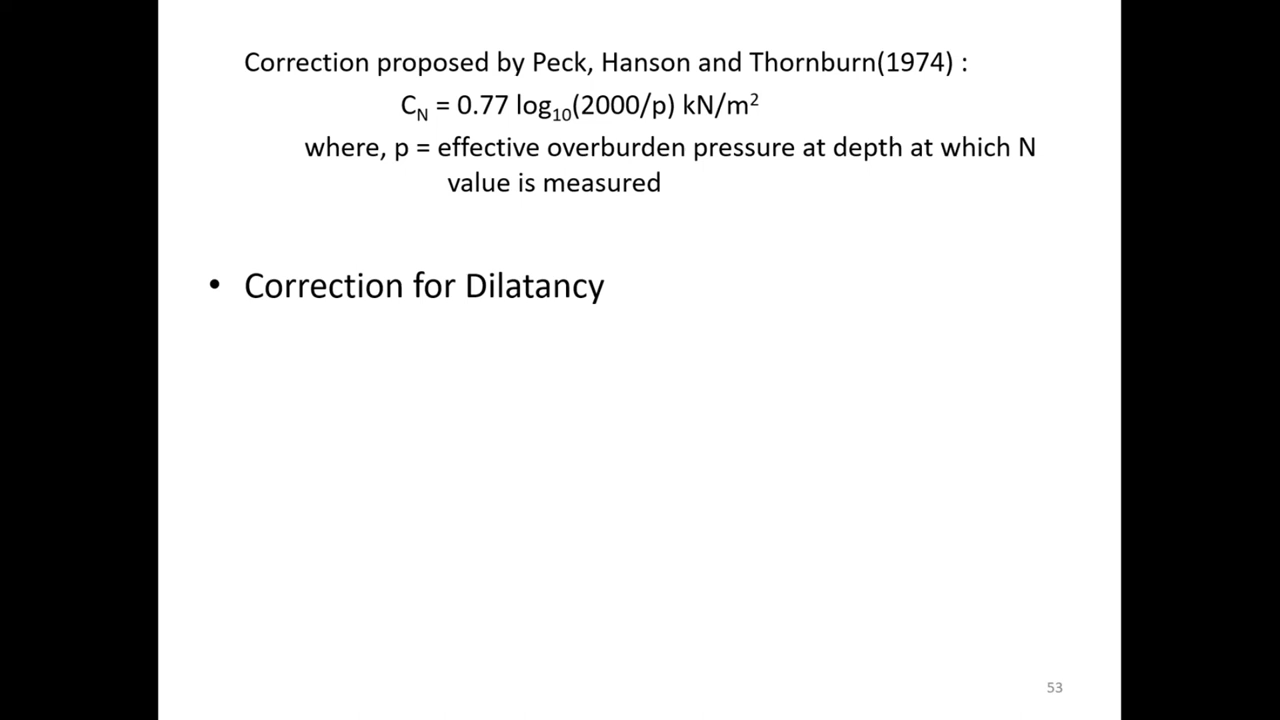 Correction proposed by Peck, Hanson and Thornburn(1974) :
C_N = 0.77 log₁₀(2000/p) kN/m²
where, p = effective overburden pressure at depth at which N
value is measured
• Correction for Dilatancy
53